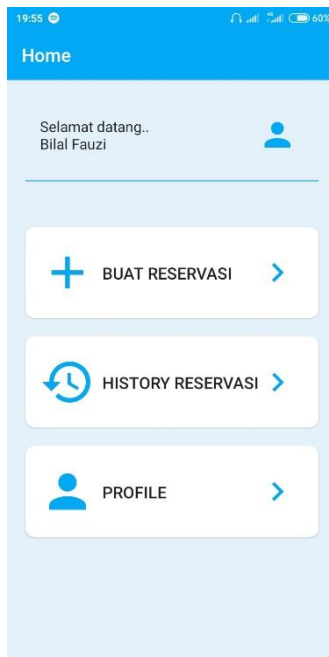 19:55 60%
Home
Selamat datang..
Bilal Fauzi
BUAT RESERVASI
HISTORY RESERVASI
PROFILE